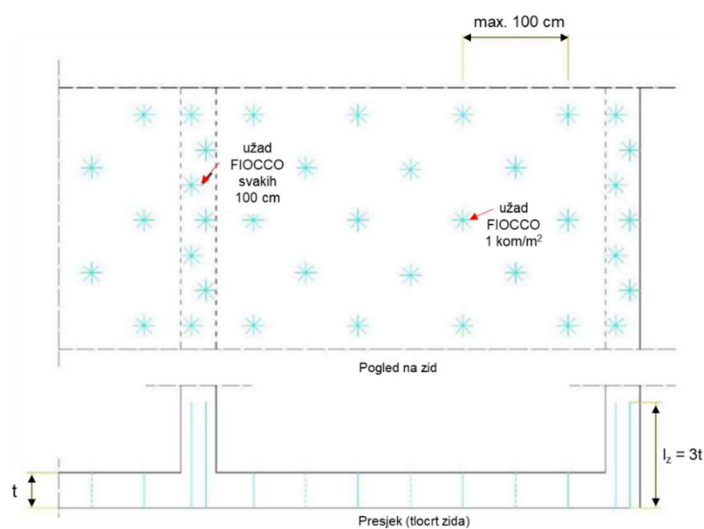 max. 100 cm
užad
FIOCCO
svakih
100 cm
užad
FIOCCO
1 kom/m²
Pogled na zid
t
l_z = 3t
Presjek (tlocrt zida)